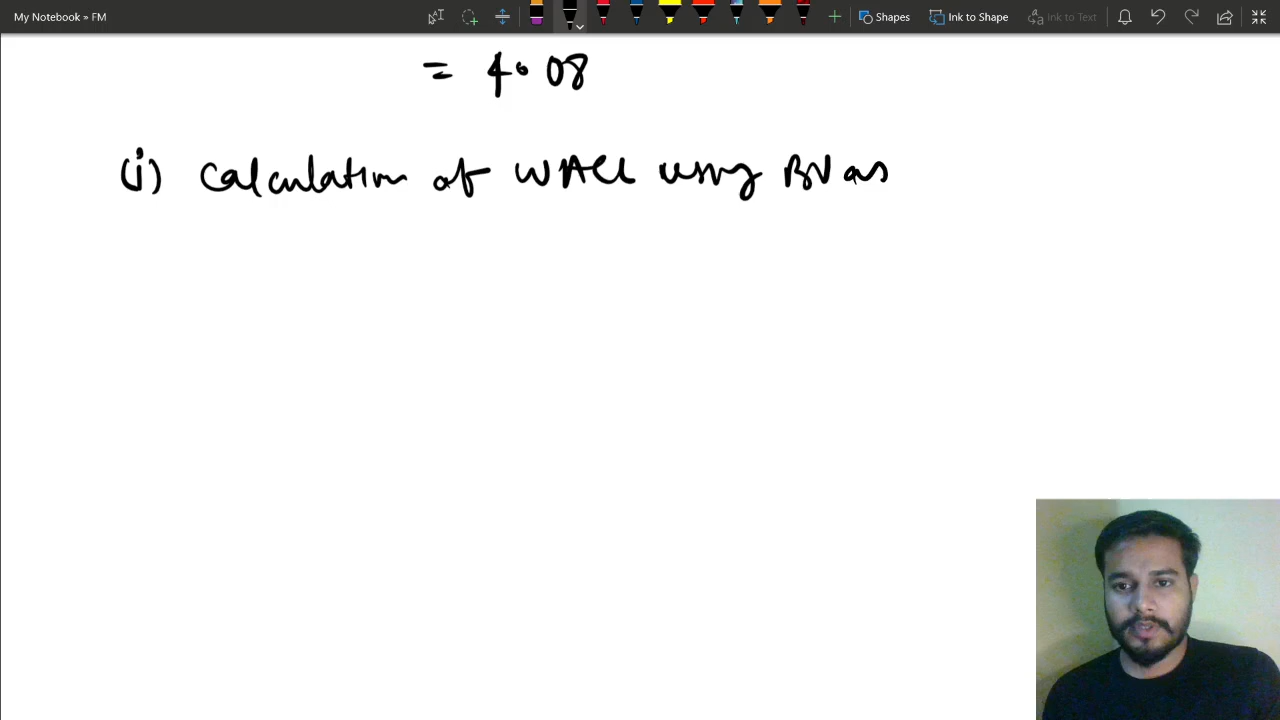 My Notebook » FM
Shapes
Ink to Shape
Ink to Text
= 4.08
(i) Calculation of WACC using BV as